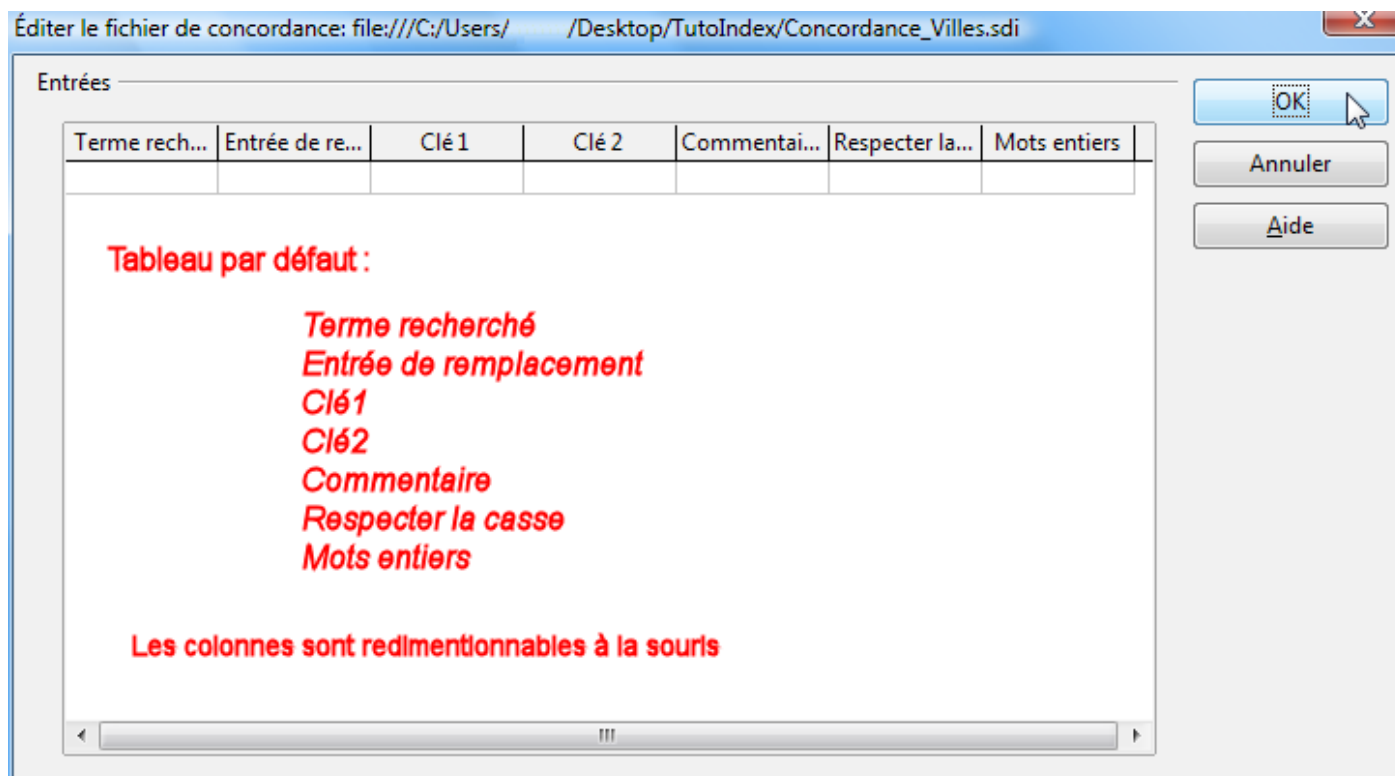 Éditer le fichier de concordance: file:///C:/Users/ /Desktop/TutoIndex/Concordance_Villes.sdi
Entrées
OK
Terme rech... Entrée de re... Clé 1 Clé 2 Commentai... Respecter la... Mots entiers
Annuler
Aide
Tableau par défaut :
Terme recherché
Entrée de remplacement
Clé1
Clé2
Commentaire
Respecter la casse
Mots entiers
Les colonnes sont redimentionnables à la souris